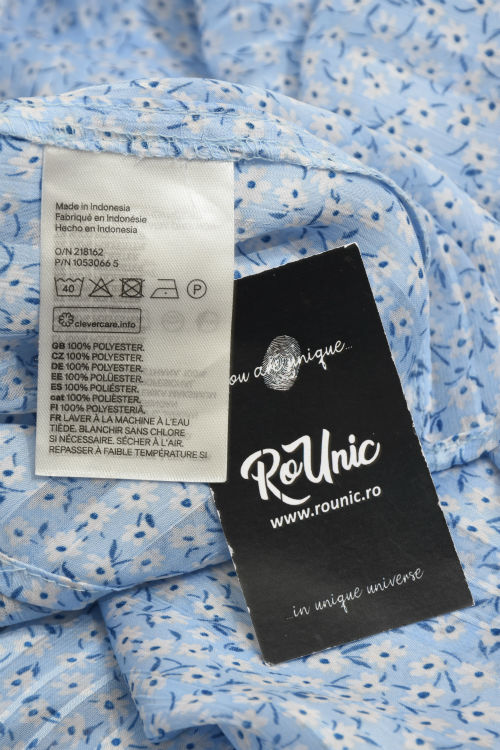 Made in Indonesia
Fabriqué en Indonésie
Hecho en Indonesia
O/N 218162
P/N 1053066 5
40
P
clevercare.info
GB 100% POLYESTER.
CZ 100% POLYESTER.
DE 100% POLYESTER.
EE 100% POLÜESTER.
ES 100% POLIÉSTER.
cat 100% POLIÈSTER.
FI 100% POLYESTERIÄ.
FR LAVER À LA MACHINE À L'EAU
TIÈDE. BLANCHIR SANS CHLORE
SI NÉCESSAIRE. SÉCHER À L'AIR.
REPASSER À FAIBLE TEMPÉRATURE SI
you are unique...
RoUnic
www.rounic.ro
...in unique universe